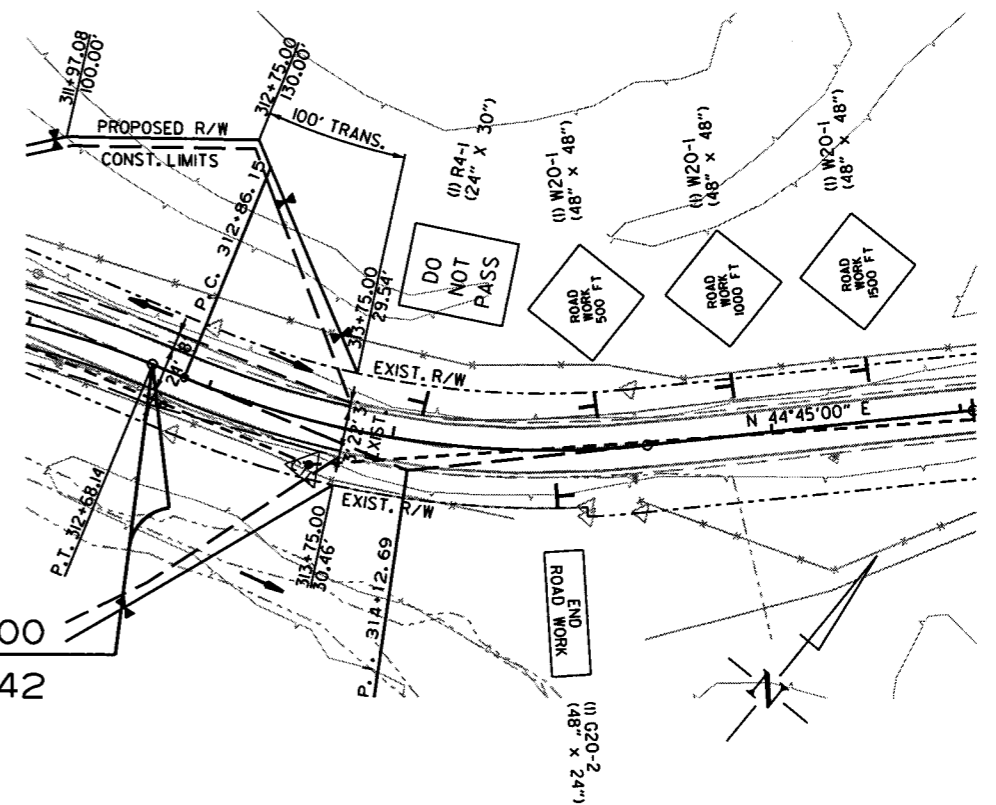 311+97.08
100.00'
312+75.00
130.00'
100' TRANS.
PROPOSED R/W
CONST. LIMITS
P.C. 312+86.15
313+75.00
29.54'
(1) R4-1
(24" X 30")
(1) W20-1
(48" X 48")
(1) W20-1
(48" X 48")
(1) W20-1
(48" X 48")
DO
NOT
PASS
ROAD
WORK
500 FT
ROAD
WORK
1000 FT
ROAD
WORK
1500 FT
EXIST. R/W
N 44°45'00" E
EXIST.
EXIST. R/W
P.T. 312+68.14
313+75.00
30.46'
P.I. 314+12.69
END
ROAD WORK
(1) G20-2
(48" X 24")
00
42
N